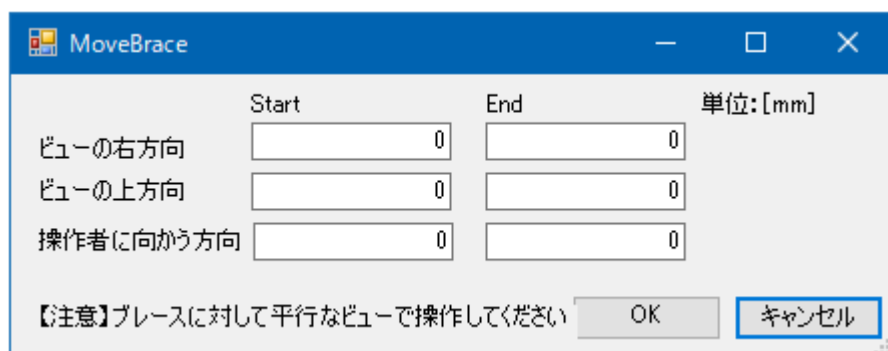 MoveBrace
Start End 単位:[mm]
ビューの右方向 0 0
ビューの上方向 0 0
操作者に向かう方向 0 0
【注意】ブレースに対して平行なビューで操作してください OK キャンセル